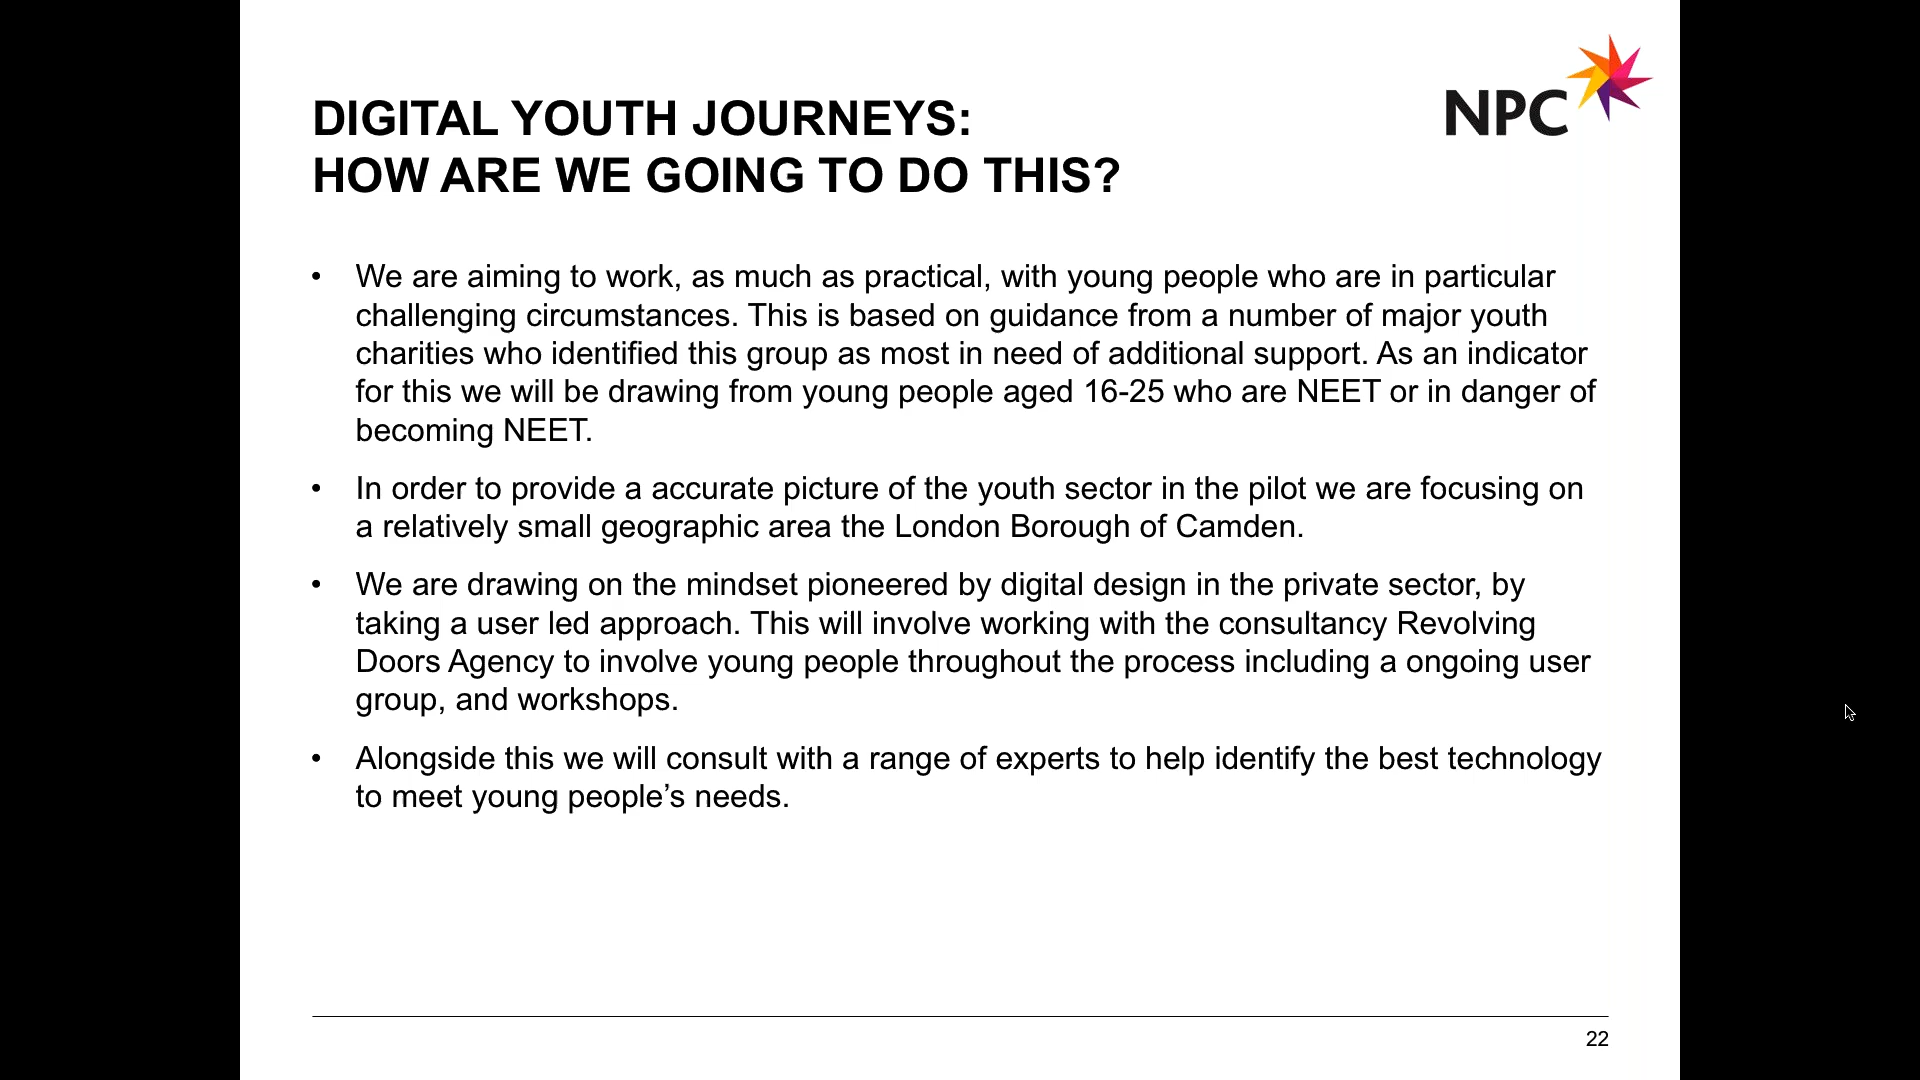 NPC
DIGITAL YOUTH JOURNEYS:
HOW ARE WE GOING TO DO THIS?
• We are aiming to work, as much as practical, with young people who are in particular
challenging circumstances. This is based on guidance from a number of major youth
charities who identified this group as most in need of additional support. As an indicator
for this we will be drawing from young people aged 16-25 who are NEET or in danger of
becoming NEET.
• In order to provide a accurate picture of the youth sector in the pilot we are focusing on
a relatively small geographic area the London Borough of Camden.
• We are drawing on the mindset pioneered by digital design in the private sector, by
taking a user led approach. This will involve working with the consultancy Revolving
Doors Agency to involve young people throughout the process including a ongoing user
group, and workshops.
• Alongside this we will consult with a range of experts to help identify the best technology
to meet young people’s needs.
22